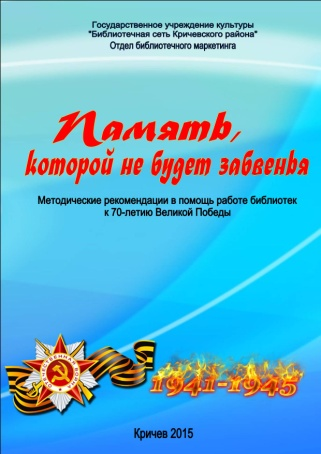 Государственное учреждение культуры
"Библиотечная сеть Кричевского района"
Отдел библиотечного маркетинга
Память,
которой не будет забвенья
Методические рекомендации в помощь работе библиотек
к 70-летию Великой Победы
1941-1945
Кричев 2015